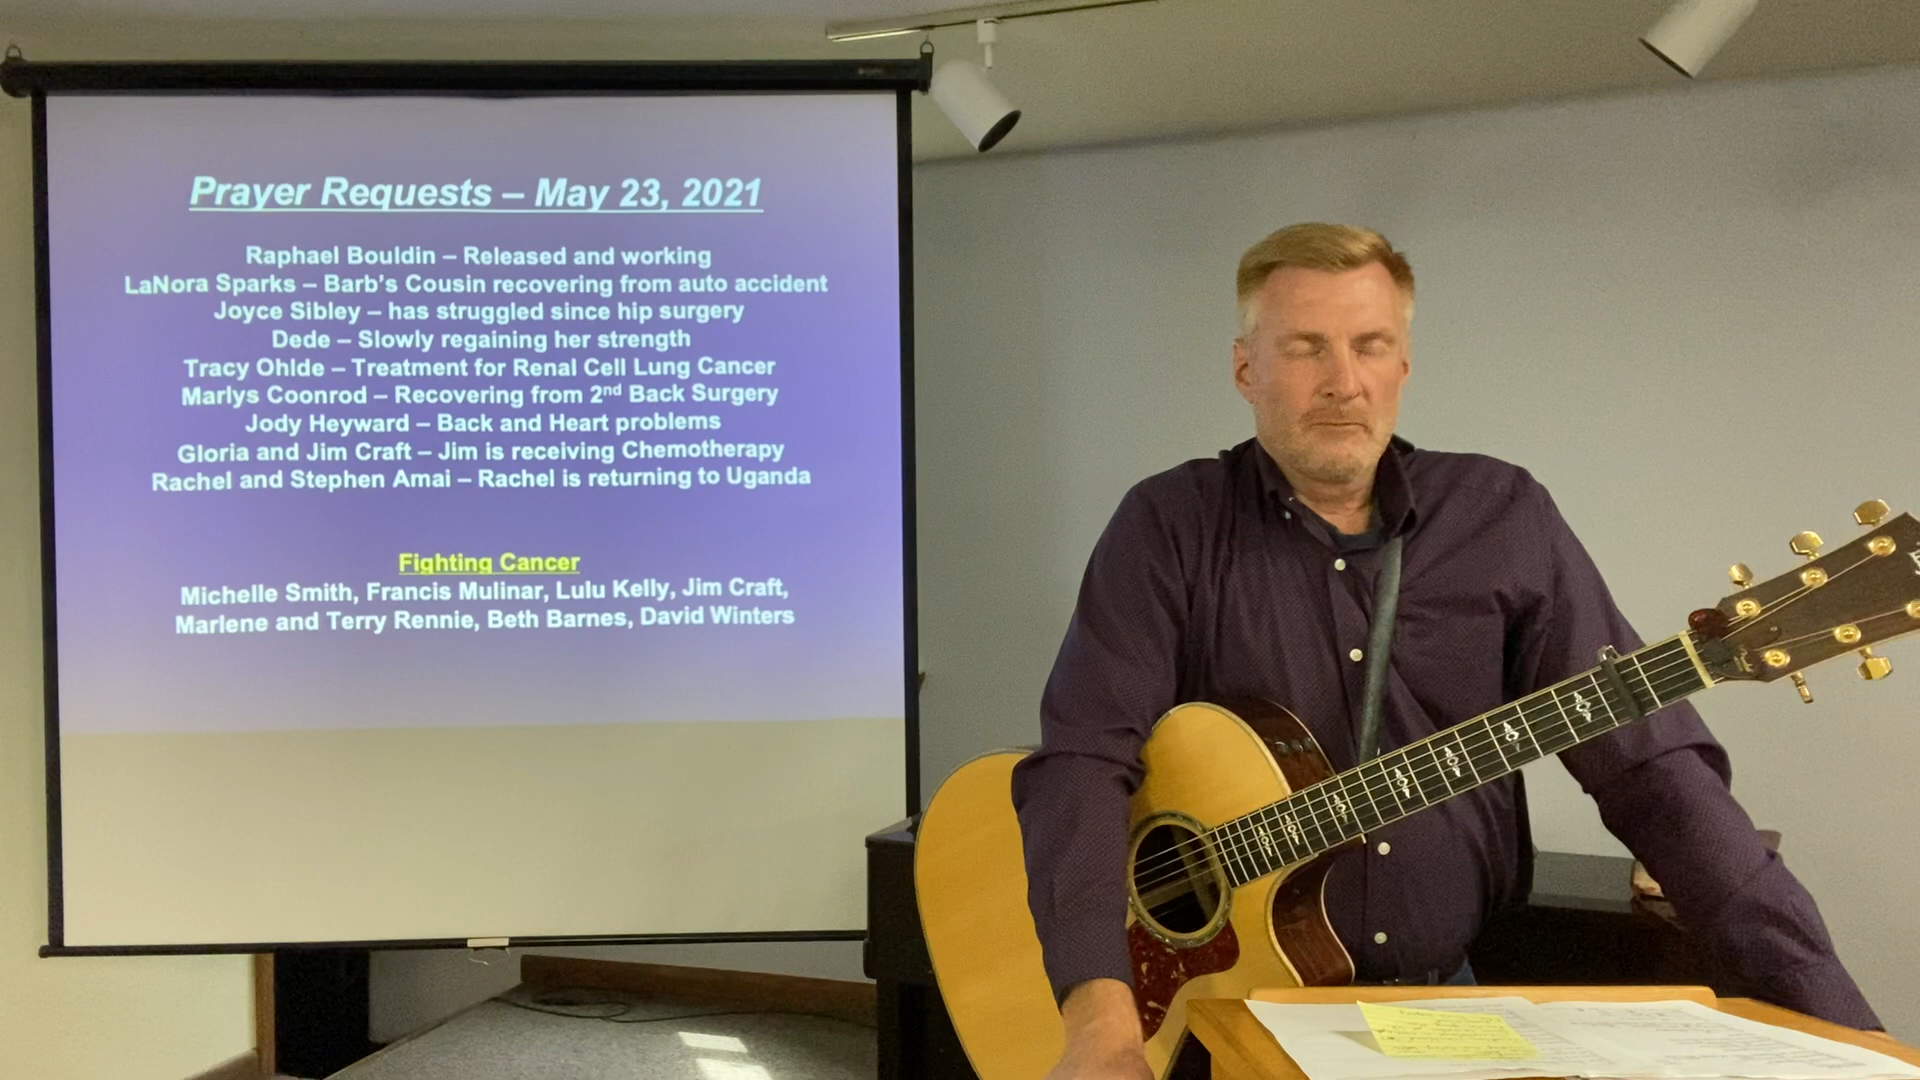 Prayer Requests – May 23, 2021
Raphael Bouldin – Released and working
LaNora Sparks – Barb's Cousin recovering from auto accident
Joyce Sibley – has struggled since hip surgery
Dede – Slowly regaining her strength
Tracy Ohlde – Treatment for Renal Cell Lung Cancer
Marlys Coonrod – Recovering from 2nd Back Surgery
Jody Heyward – Back and Heart problems
Gloria and Jim Craft – Jim is receiving Chemotherapy
Rachel and Stephen Amai – Rachel is returning to Uganda
Fighting Cancer
Michelle Smith, Francis Mulinar, Lulu Kelly, Jim Craft,
Marlene and Terry Rennie, Beth Barnes, David Winters